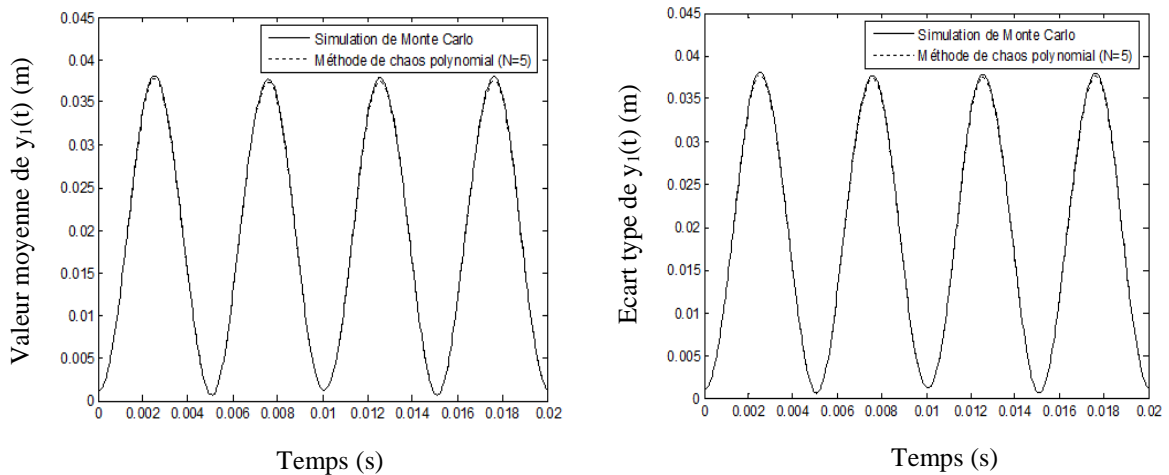 Valeur moyenne de y1(t) (m)
0.045
0.04
0.035
0.03
0.025
0.02
0.015
0.01
0.005
0
Simulation de Monte Carlo
Méthode de chaos polynomial (N=5)
0 0.002 0.004 0.006 0.008 0.01 0.012 0.014 0.016 0.018 0.02
Temps (s)
Ecart type de y1(t) (m)
0.045
0.04
0.035
0.03
0.025
0.02
0.015
0.01
0.005
0
Simulation de Monte Carlo
Méthode de chaos polynomial (N=5)
0 0.002 0.004 0.006 0.008 0.01 0.012 0.014 0.016 0.018 0.02
Temps (s)